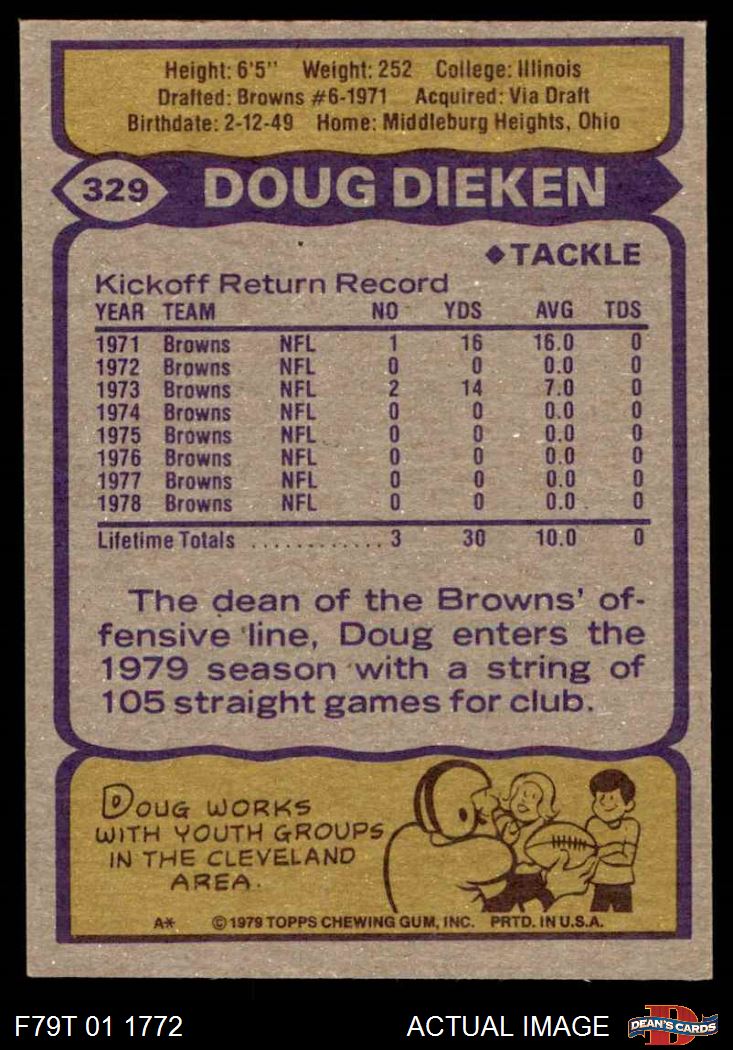 Height: 6'5" Weight: 252 College: Illinois
Drafted: Browns #6-1971 Acquired: Via Draft
Birthdate: 2-12-49 Home: Middleburg Heights, Ohio
329 DOUG DIEKEN
◆TACKLE
Kickoff Return Record
YEAR TEAM NO YDS AVG TDS
1971 Browns NFL 1 16 16.0 0
1972 Browns NFL 0 0 0.0 0
1973 Browns NFL 2 14 7.0 0
1974 Browns NFL 0 0 0.0 0
1975 Browns NFL 0 0 0.0 0
1976 Browns NFL 0 0 0.0 0
1977 Browns NFL 0 0 0.0 0
1978 Browns NFL 0 0 0.0 0
Lifetime Totals ............ 3 30 10.0 0
The dean of the Browns' of-
fensive line, Doug enters the
1979 season with a string of
105 straight games for club.
DOUG WORKS
WITH YOUTH GROUPS
IN THE CLEVELAND
AREA.
A* ©1979 TOPPS CHEWING GUM, INC. PRTD. IN U.S.A.
F79T 01 1772 ACTUAL IMAGE D DEAN'S CARDS